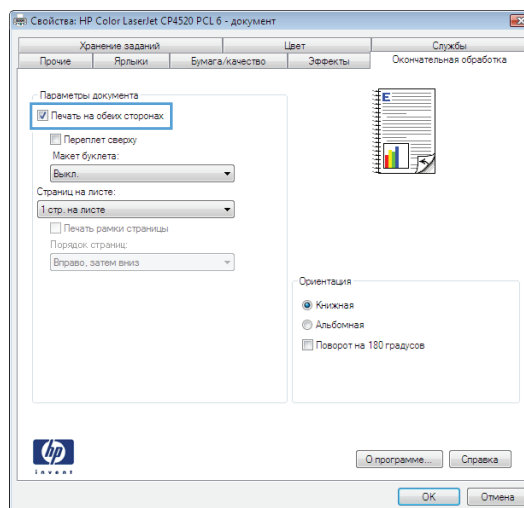 Свойства: HP Color LaserJet CP4520 PCL 6 - документ
Хранение заданий Цвет Службы
Прочие Ярлыки Бумага/качество Эффекты Окончательная обработка
Параметры документа
Печать на обеих сторонах
Переплет сверху
Макет буклета:
Выкл.
Страниц на листе:
1 стр. на листе
Печать рамки страницы
Порядок страниц:
Вправо, затем вниз
E
Ориентация
Книжная
Альбомная
Поворот на 180 градусов
hp
invent
О программе... Справка
OK Отмена